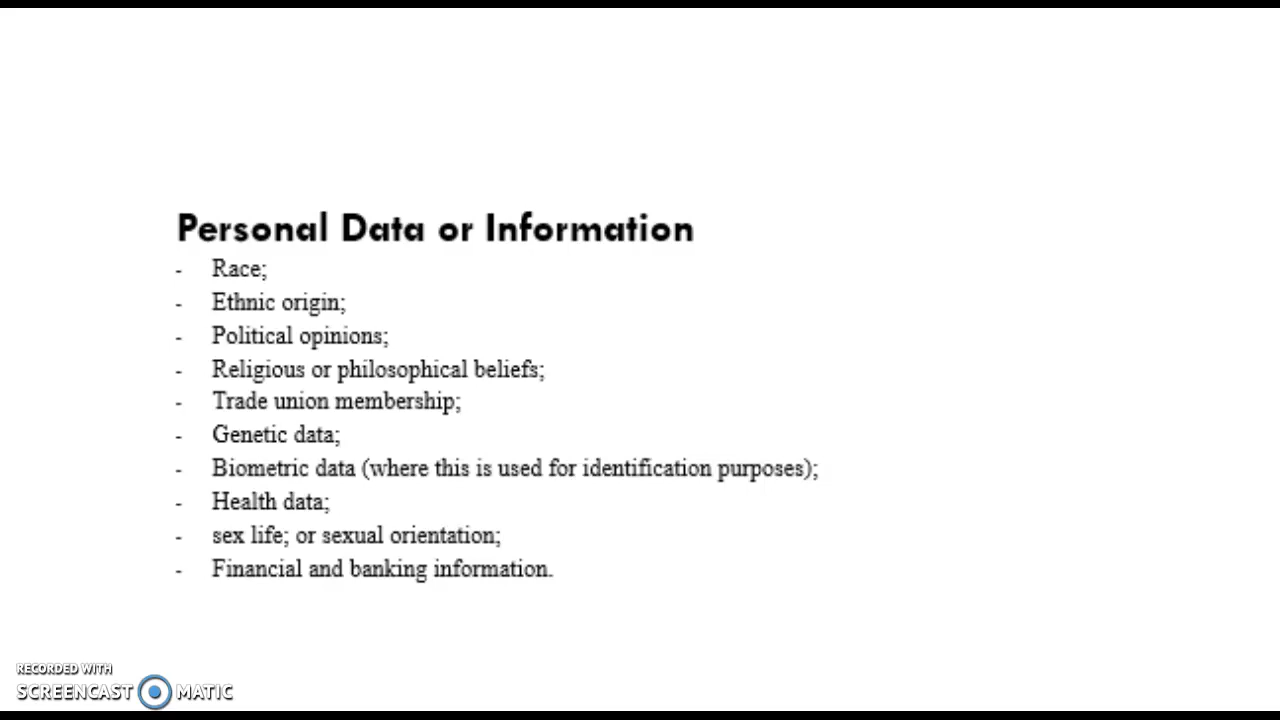 Personal Data or Information
- Race;
- Ethnic origin;
- Political opinions;
- Religious or philosophical beliefs;
- Trade union membership;
- Genetic data;
- Biometric data (where this is used for identification purposes);
- Health data;
- sex life; or sexual orientation;
- Financial and banking information.
RECORDED WITH
SCREENCAST MATIC